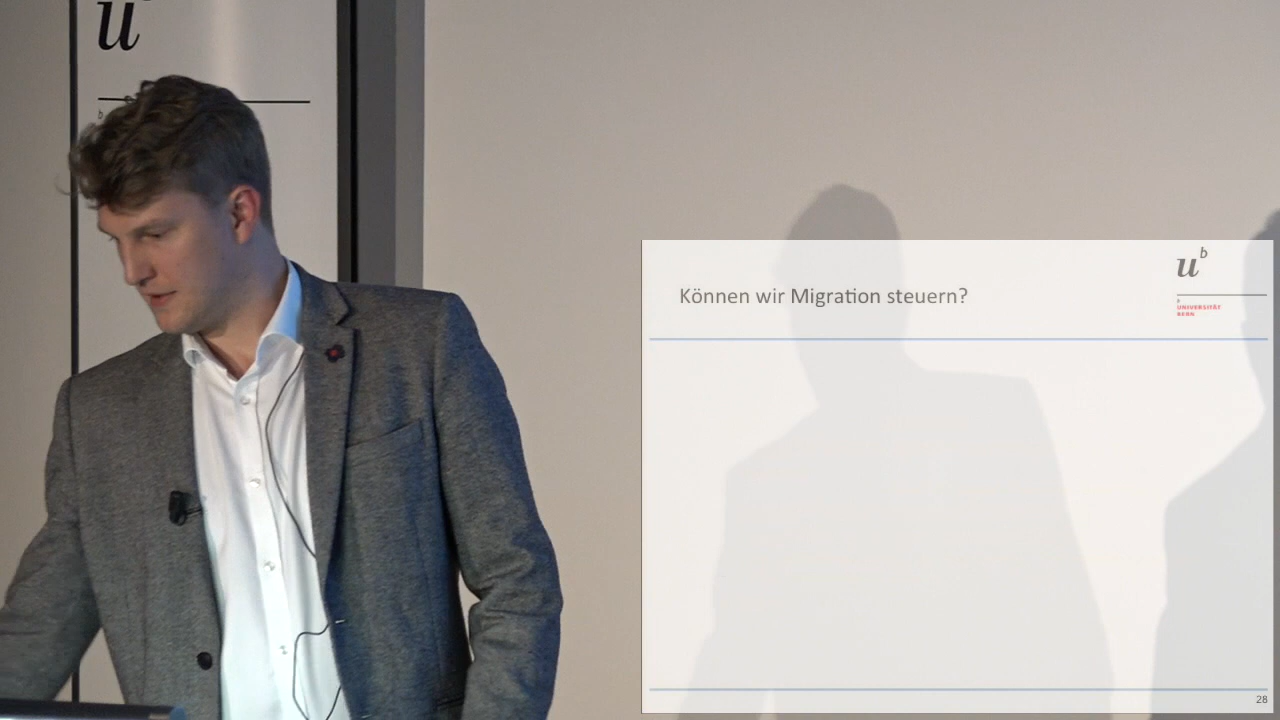 u
b
Können wir Migration steuern?
u^b
b
UNIVERSITÄT
BERN
28